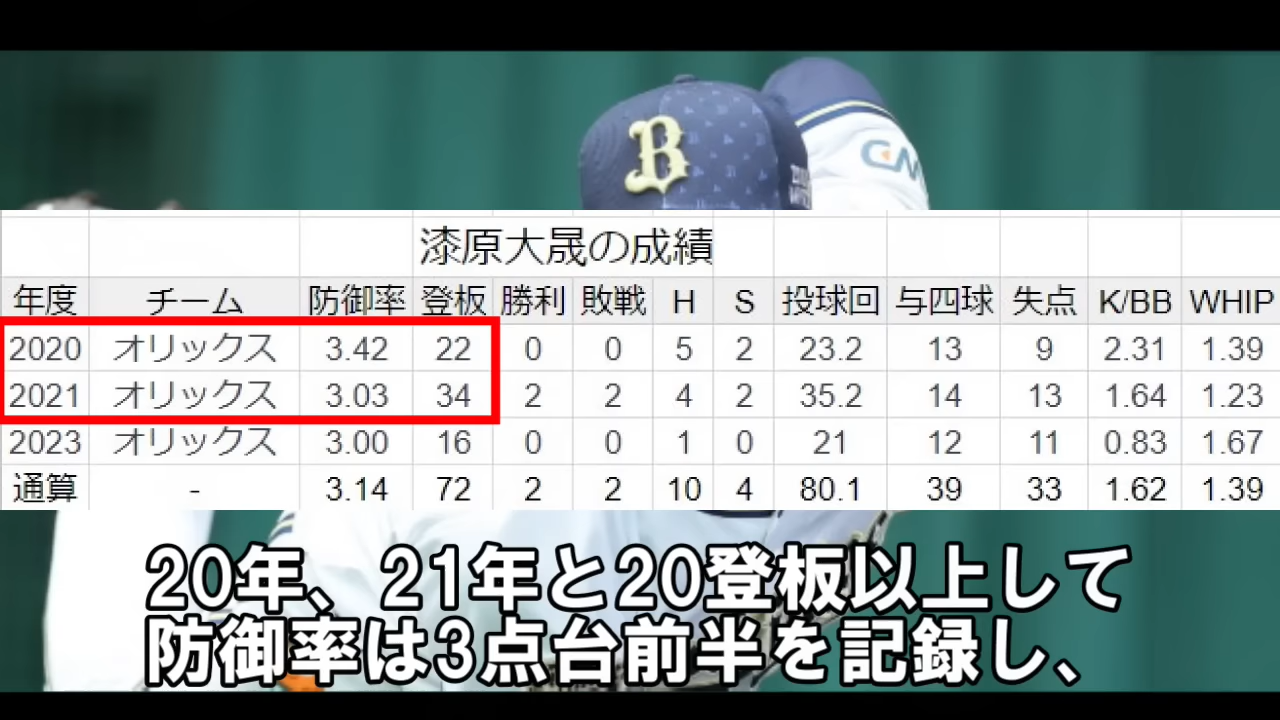 B
漆原大晟の成績
年度 チーム 防御率 登板 勝利 敗戦 H S 投球回 与四球 失点 K/BB WHIP
2020 オリックス 3.42 22 0 0 5 2 23.2 13 9 2.31 1.39
2021 オリックス 3.03 34 2 2 4 2 35.2 14 13 1.64 1.23
2023 オリックス 3.00 16 0 0 1 0 21 12 11 0.83 1.67
通算 - 3.14 72 2 2 10 4 80.1 39 33 1.62 1.39
20年、21年と20登板以上して
防御率は3点台前半を記録し、